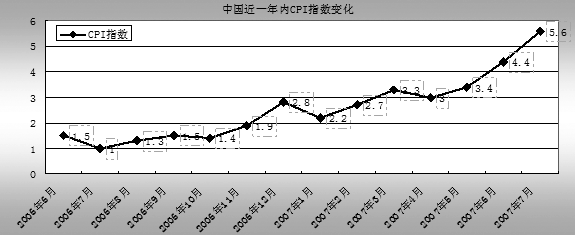 中国近一年内CPI指数变化
6
5
4
3
2
1
0
CPI指数
1.5
1
1.3
1.5
1.4
1.9
2.8
2.2
2.7
3.3
3
3.4
4.4
5.6
2006年6月
2006年7月
2006年8月
2006年9月
2006年10月
2006年11月
2006年12月
2007年1月
2007年2月
2007年3月
2007年4月
2007年5月
2007年6月
2007年7月